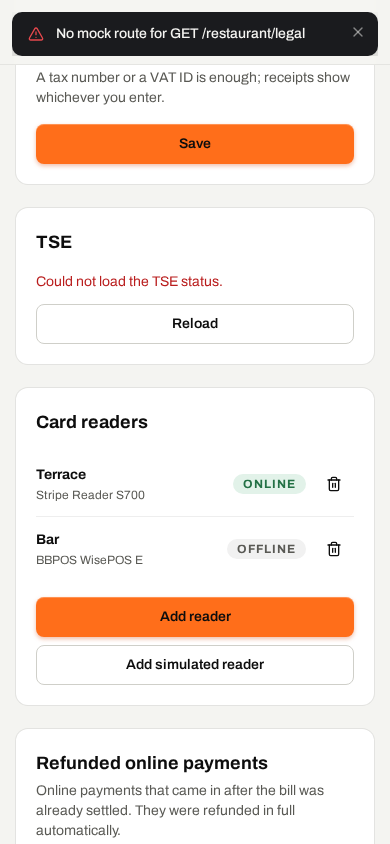 No mock route for GET /restaurant/legal
A tax number or a VAT ID is enough; receipts show
whichever you enter.
Save
TSE
Could not load the TSE status.
Reload
Card readers
Terrace
ONLINE
Stripe Reader S700
Bar
OFFLINE
BBPOS WisePOS E
Add reader
Add simulated reader
Refunded online payments
Online payments that came in after the bill was
already settled. They were refunded in full
automatically.